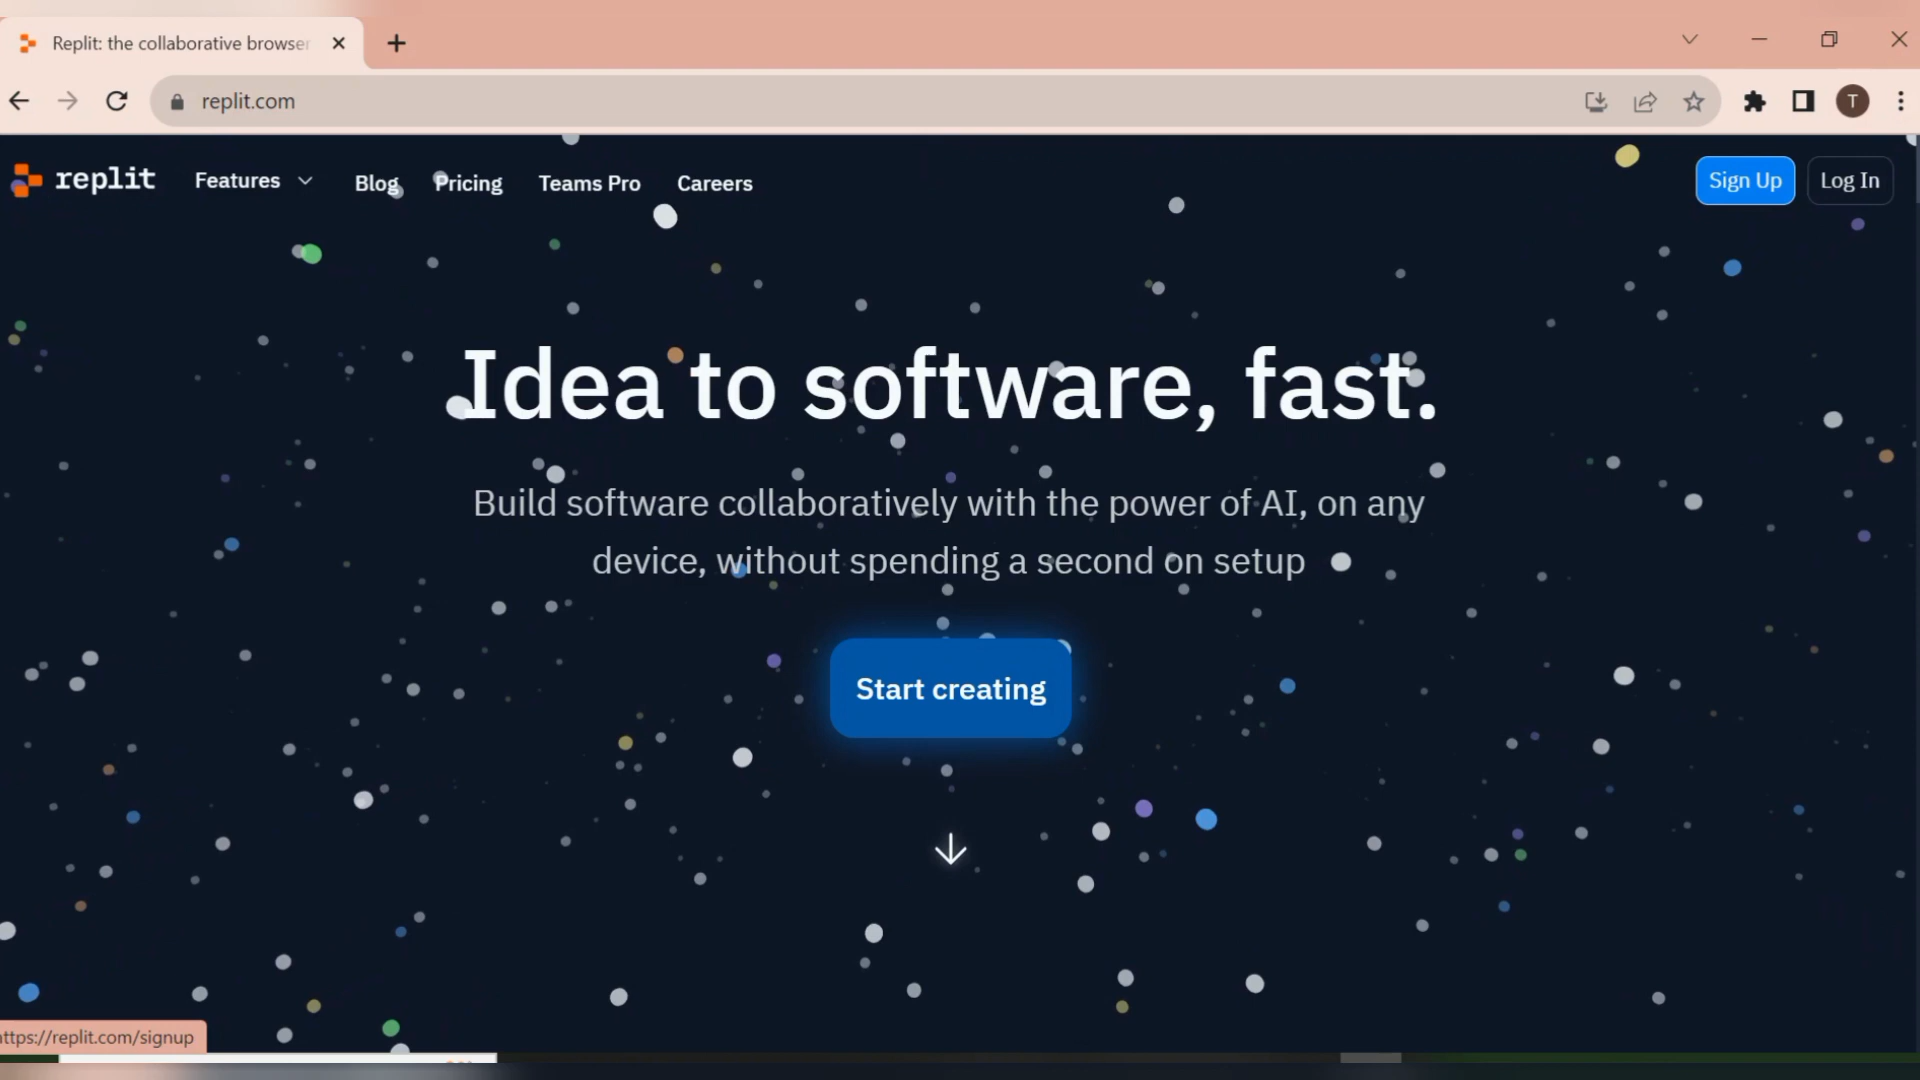 Replit: the collaborative browser
replit.com
T
replit Features Blog Pricing Teams Pro Careers Sign Up Log In
Idea to software, fast.
Build software collaboratively with the power of AI, on any
device, without spending a second on setup
Start creating
https://replit.com/signup